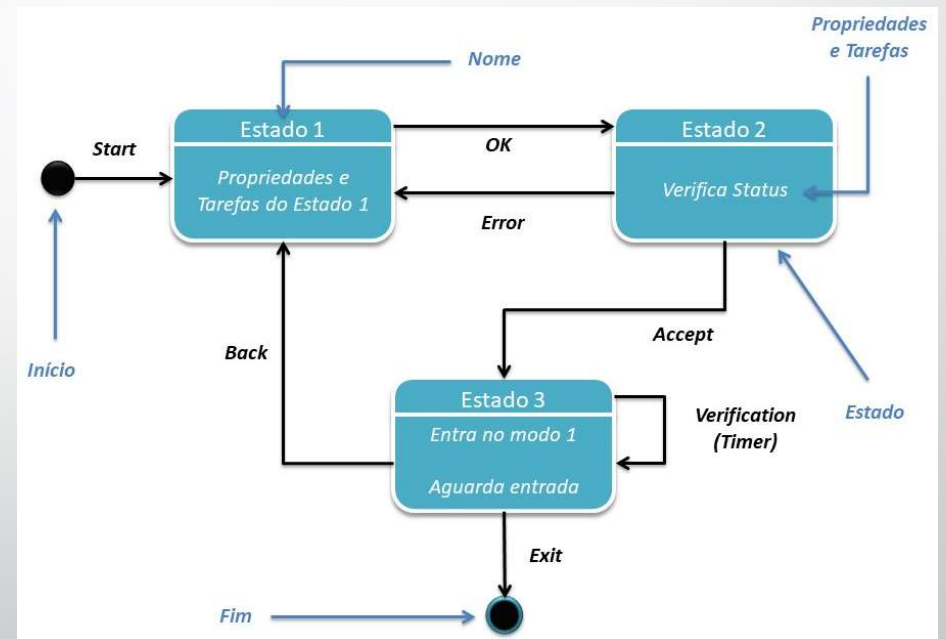 Propriedades
e Tarefas
Nome
Estado 1
Estado 2
Start
OK
Propriedades e
Tarefas do Estado 1
Verifica Status
Error
Accept
Back
Início
Estado 3
Entra no modo 1
Aguarda entrada
Verification
(Timer)
Estado
Exit
Fim